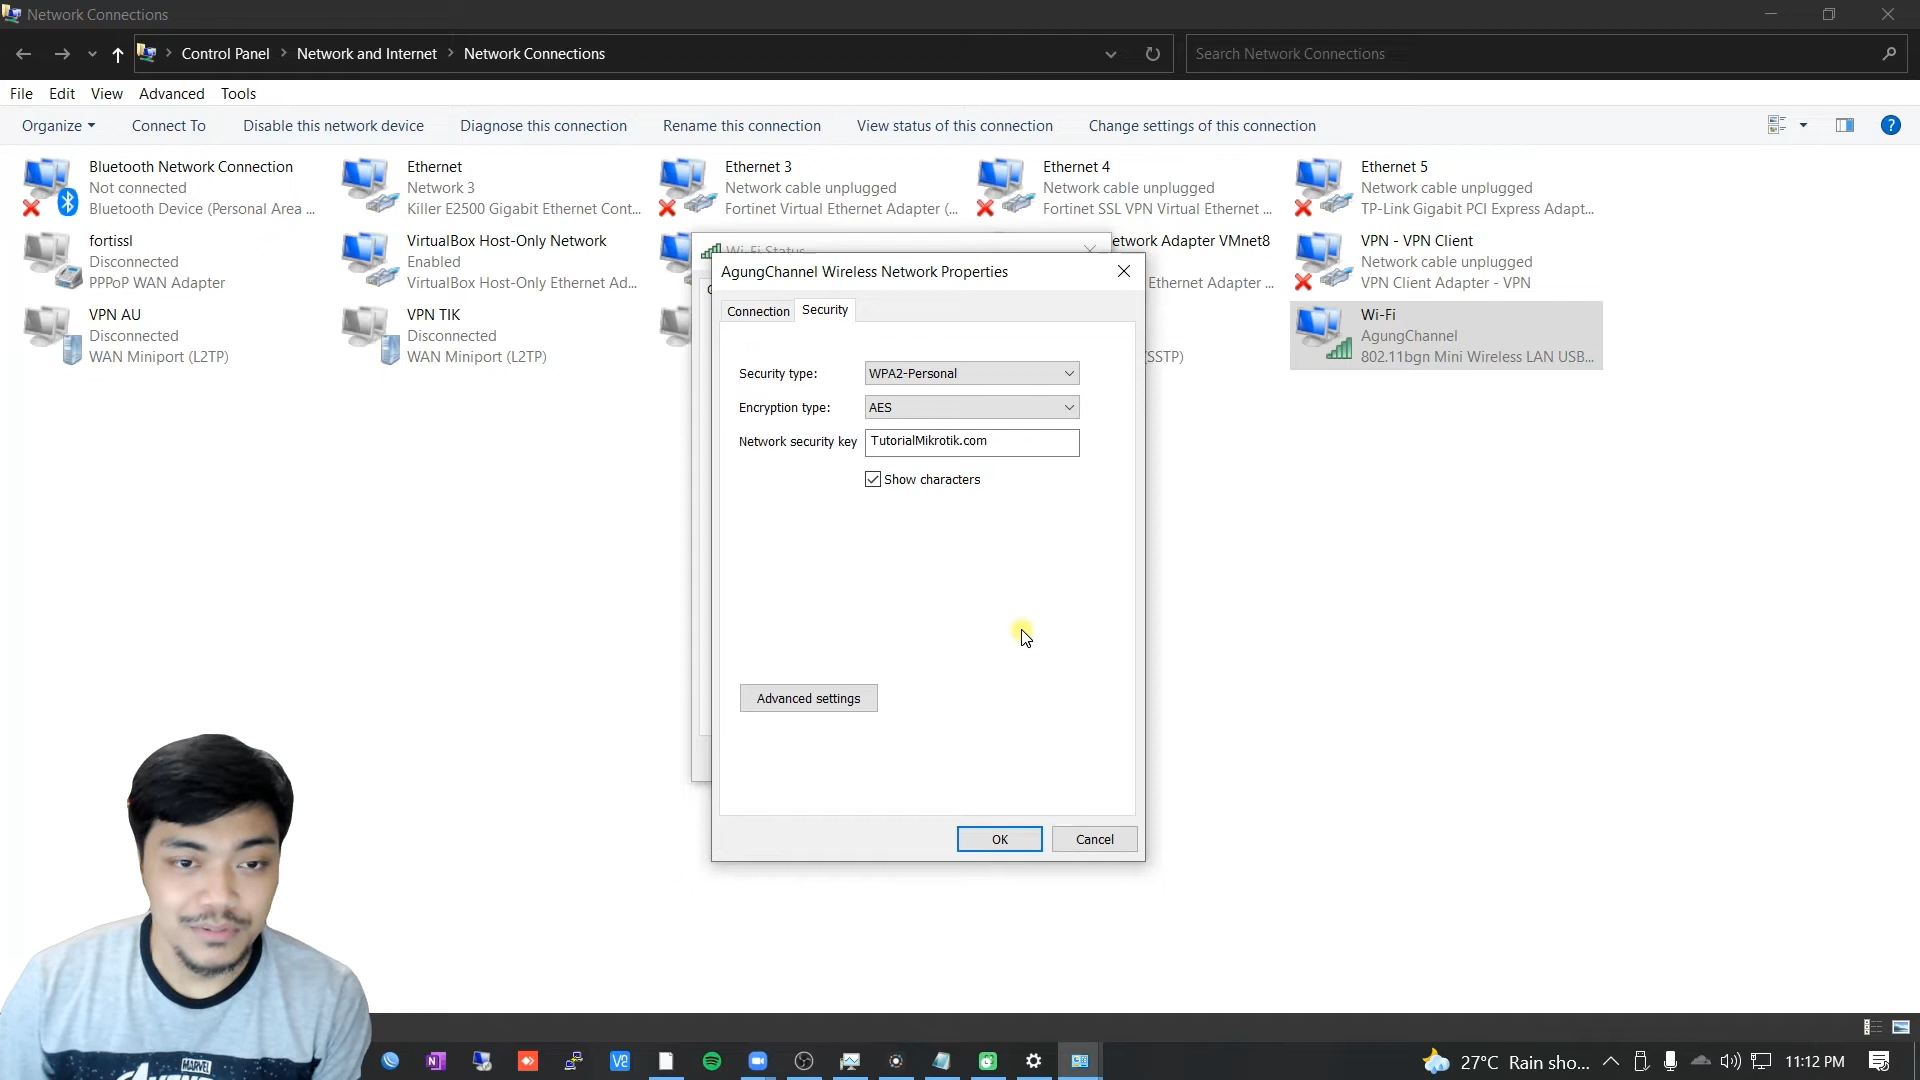 Network Connections
Control Panel > Network and Internet > Network Connections
Search Network Connections
File Edit View Advanced Tools
Organize Connect To Disable this network device Diagnose this connection Rename this connection View status of this connection Change settings of this connection
Bluetooth Network Connection
Not connected
Bluetooth Device (Personal Area ...
Ethernet
Network 3
Killer E2500 Gigabit Ethernet Cont...
Ethernet 3
Network cable unplugged
Fortinet Virtual Ethernet Adapter (...
Ethernet 4
Network cable unplugged
Fortinet SSL VPN Virtual Ethernet ...
Ethernet 5
Network cable unplugged
TP-Link Gigabit PCI Express Adapt...
fortissl
Disconnected
PPPoP WAN Adapter
VirtualBox Host-Only Network
Enabled
VirtualBox Host-Only Ethernet Ad...
etwork Adapter VMnet8
Ethernet Adapter ...
VPN - VPN Client
Network cable unplugged
VPN Client Adapter - VPN
VPN AU
Disconnected
WAN Miniport (L2TP)
VPN TIK
Disconnected
WAN Miniport (L2TP)
SSTP)
Wi-Fi
AgungChannel
802.11bgn Mini Wireless LAN USB...
Wi-Fi Status
AgungChannel Wireless Network Properties
Connection Security
Security type: WPA2-Personal
Encryption type: AES
Network security key TutorialMikrotik.com
Show characters
Advanced settings
OK Cancel
MARVEL
27°C Rain sho... 11:12 PM